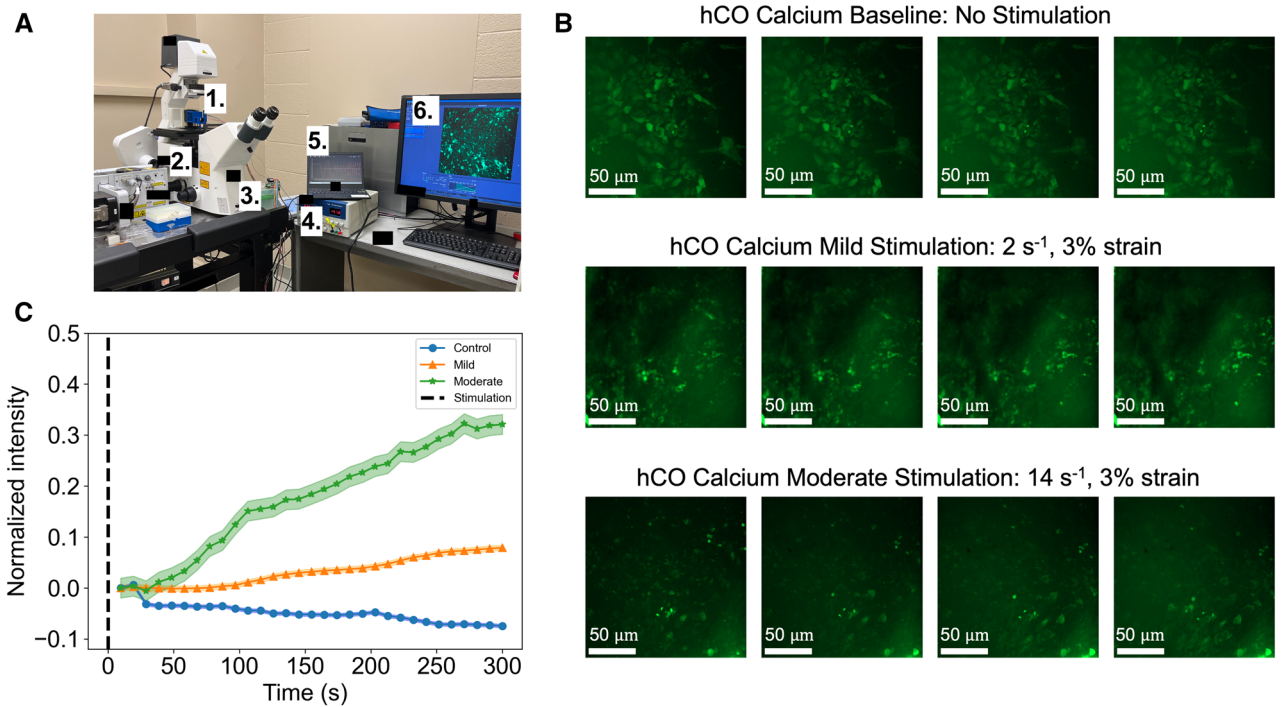 A
1.
2.
3.
4.
5.
6.
B
hCO Calcium Baseline: No Stimulation
50 μm
50 μm
50 μm
50 μm
hCO Calcium Mild Stimulation: 2 s⁻¹, 3% strain
50 μm
50 μm
50 μm
50 μm
hCO Calcium Moderate Stimulation: 14 s⁻¹, 3% strain
50 μm
50 μm
50 μm
50 μm
C
Normalized intensity
0.5
0.4
0.3
0.2
0.1
0.0
−0.1
Control
Mild
Moderate
Stimulation
0
50
100
150
200
250
300
Time (s)